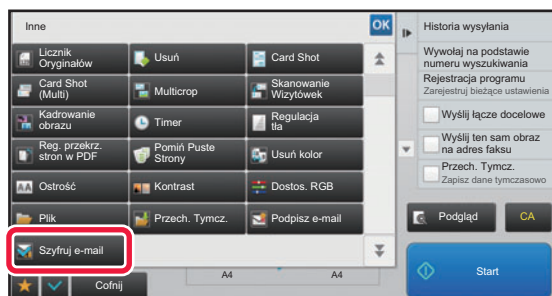 Inne
OK
Licznik
Oryginałów
Usuń
Card Shot
Card Shot
(Multi)
Multicrop
Skanowanie
Wizytówek
Kadrowanie
obrazu
Timer
Regulacja
tła
Reg. przekrz.
stron w PDF
Pomiń Puste
Strony
Usuń kolor
AA
Ostrość
Kontrast
Dostos. RGB
Plik
Przech. Tymcz.
Podpisz e-mail
Szyfruj e-mail
Cofnij
A4
A4
Historia wysyłania
Wywołaj na podstawie
numeru wyszukiwania
Rejestracja programu
Zarejestruj bieżące ustawienia
Wyślij łącze docelowe
Wyślij ten sam obraz
na adres faksu
Przech. Tymcz.
Zapisz dane tymczasowo
Podgląd
CA
Start